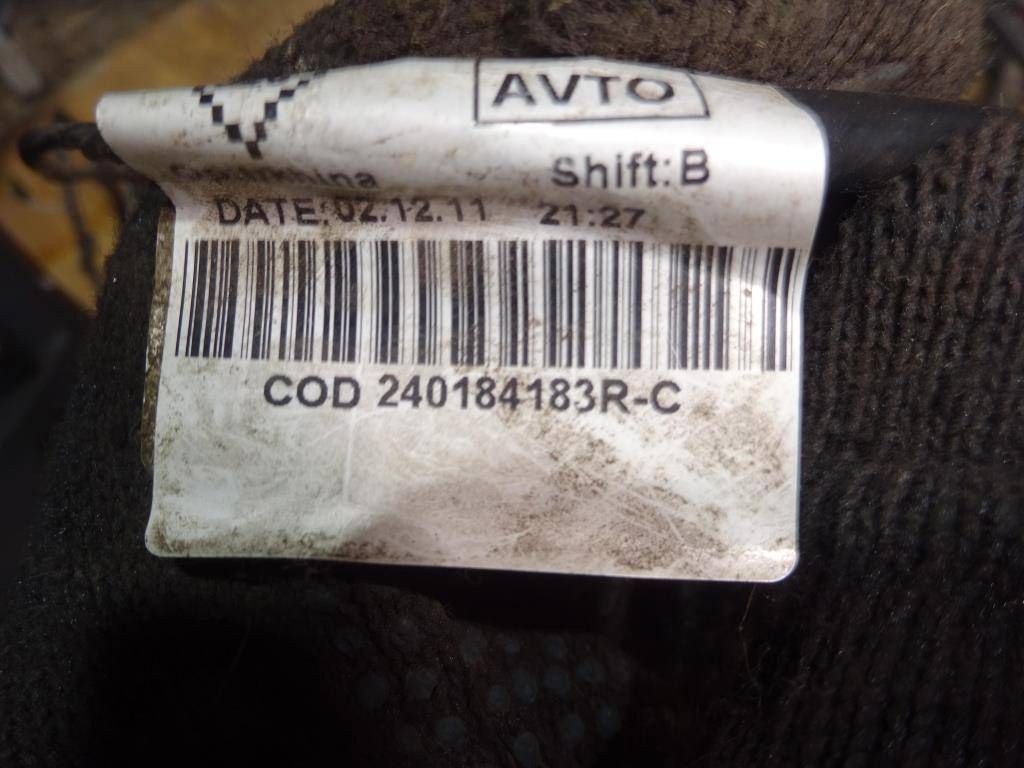 AVTO
Shift: B
DATE: 02.12.11 21:27
COD 240184183R-C